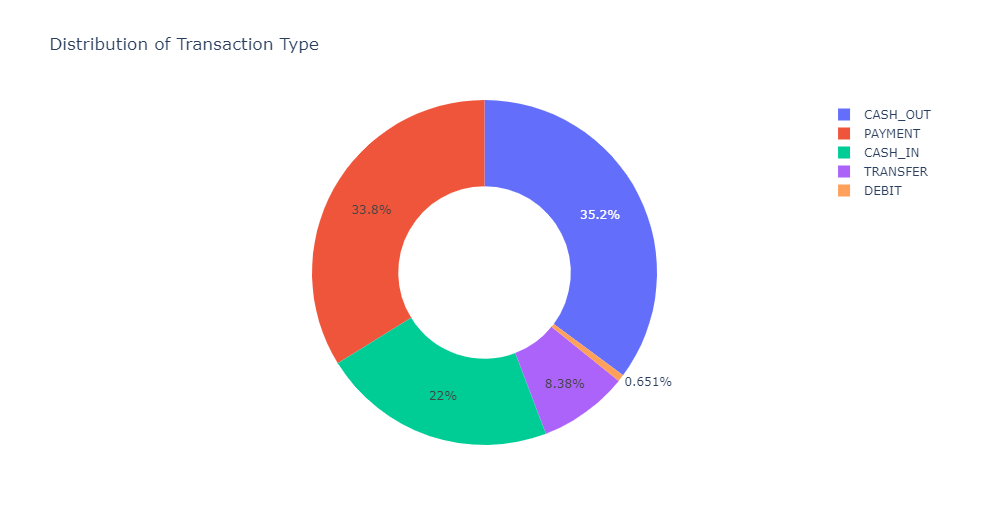 Distribution of Transaction Type
CASH_OUT
PAYMENT
CASH_IN
TRANSFER
DEBIT
33.8%
35.2%
0.651%
8.38%
22%